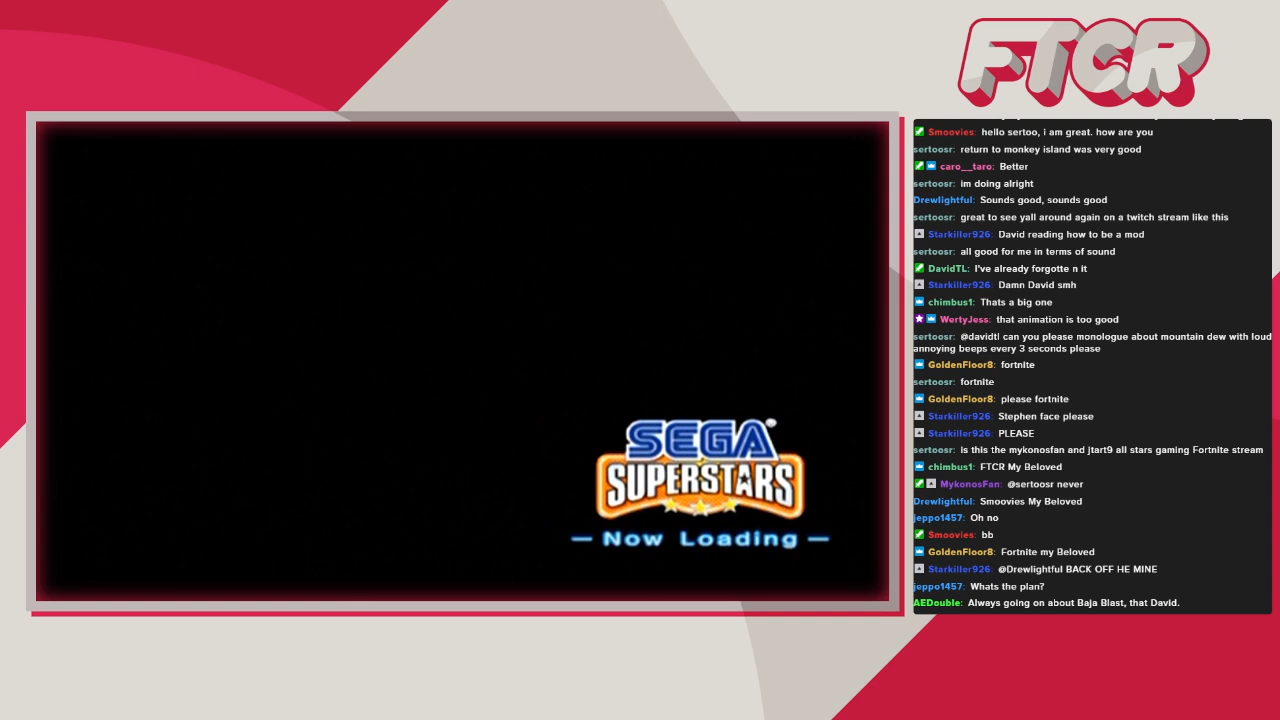 FTCR
Smoovies: hello sertoo, i am great. how are you
sertoosr: return to monkey island was very good
caro__taro: Better
sertoosr: im doing alright
Drewlightful: Sounds good, sounds good
sertoosr: great to see yall around again on a twitch stream like this
Starkiller926: David reading how to be a mod
sertoosr: all good for me in terms of sound
DavidTL: I've already forgotte n it
Starkiller926: Damn David smh
chimbus1: Thats a big one
WertyJess: that animation is too good
sertoosr: @davidtl can you please monologue about mountain dew with loud
annoying beeps every 3 seconds please
GoldenFloor8: fortnite
sertoosr: fortnite
GoldenFloor8: please fortnite
Starkiller926: Stephen face please
Starkiller926: PLEASE
sertoosr: is this the mykonosfan and jtart9 all stars gaming Fortnite stream
chimbus1: FTCR My Beloved
MykonosFan: @sertoosr never
Drewlightful: Smoovies My Beloved
jeppo1457: Oh no
Smoovies: bb
GoldenFloor8: Fortnite my Beloved
Starkiller926: @Drewlightful BACK OFF HE MINE
jeppo1457: Whats the plan?
AEDouble: Always going on about Baja Blast, that David.
SEGA
SUPERSTARS
— Now Loading —